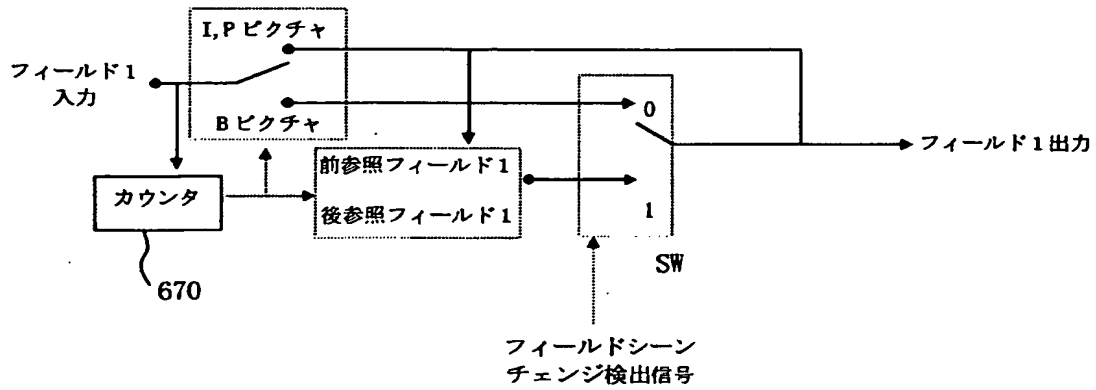 I,Pピクチャ
フィールド1
入力
Bピクチャ
0
フィールド1出力
カウンタ
前参照フィールド1
後参照フィールド1
1
SW
670
フィールドシーン
チェンジ検出信号